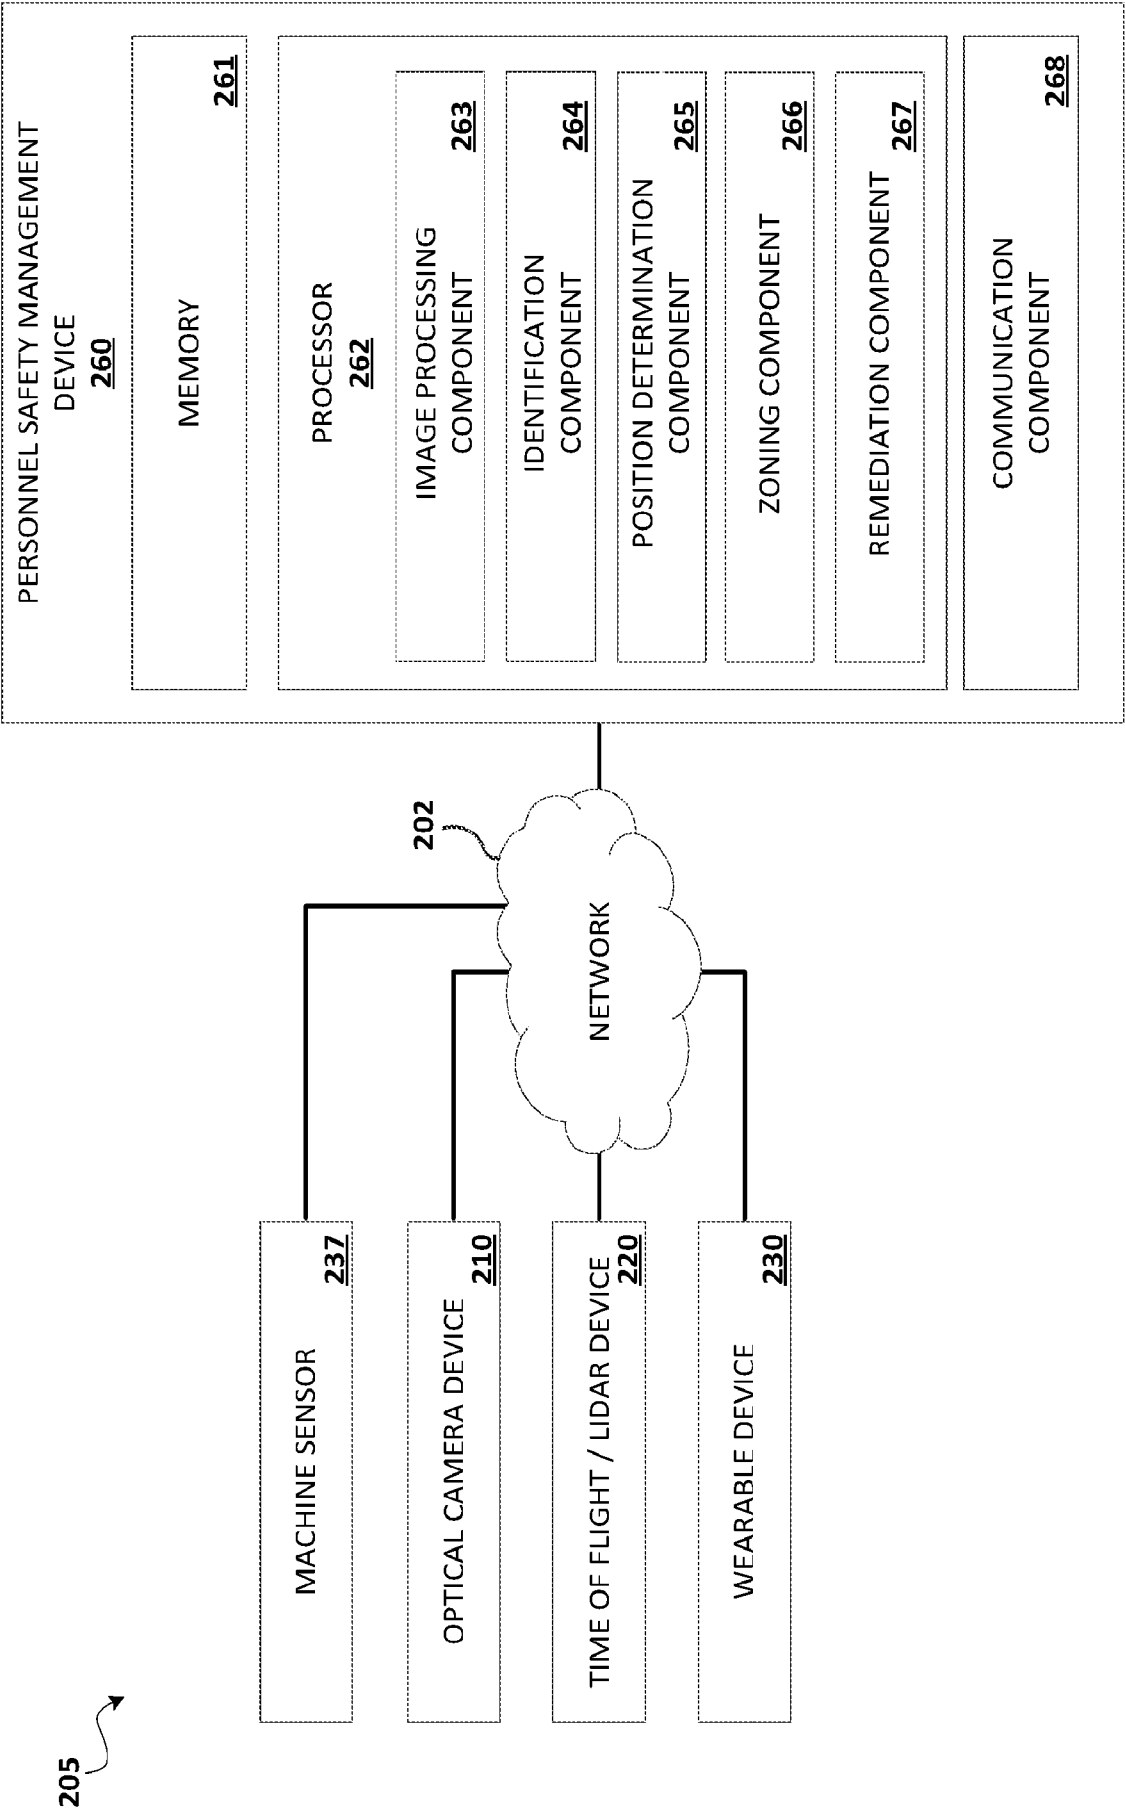 205
MACHINE SENSOR
237
OPTICAL CAMERA DEVICE
210
TIME OF FLIGHT / LIDAR DEVICE
220
WEARABLE DEVICE
230
202
NETWORK
PERSONNEL SAFETY MANAGEMENT
DEVICE
260
MEMORY
261
PROCESSOR
262
IMAGE PROCESSING
COMPONENT
263
IDENTIFICATION
COMPONENT
264
POSITION DETERMINATION
COMPONENT
265
ZONING COMPONENT
266
REMEDIATION COMPONENT
267
COMMUNICATION
COMPONENT
268